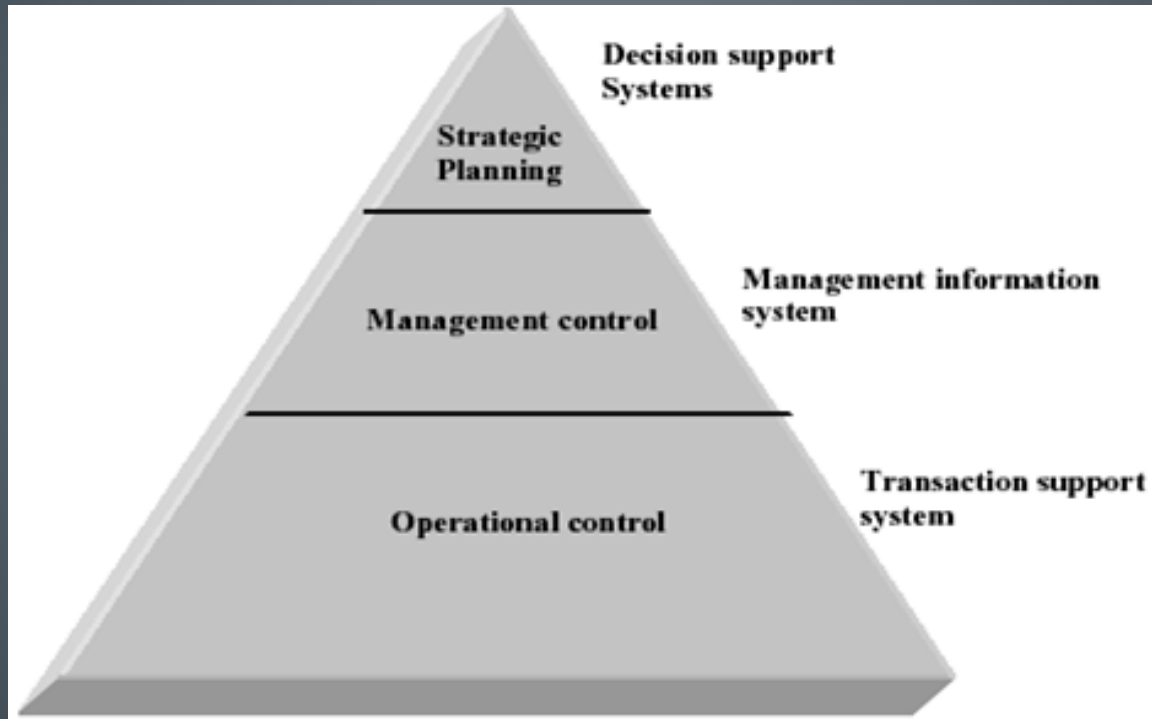 Decision support
Systems
Strategic
Planning
Management information
system
Management control
Transaction support
system
Operational control